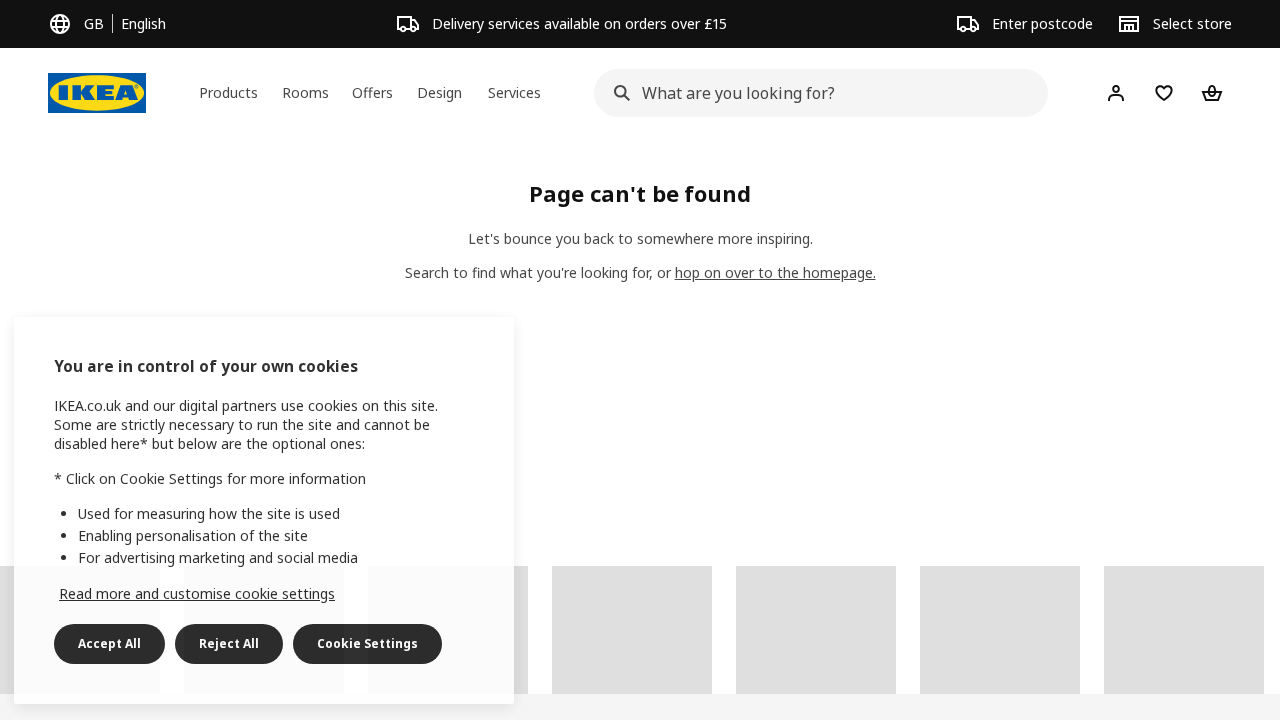 GB English
Delivery services available on orders over £15
Enter postcode
Select store
IKEA
Products
Rooms
Offers
Design
Services
What are you looking for?
Page can't be found
Let's bounce you back to somewhere more inspiring.
Search to find what you're looking for, or hop on over to the homepage.
You are in control of your own cookies
IKEA.co.uk and our digital partners use cookies on this site.
Some are strictly necessary to run the site and cannot be
disabled here* but below are the optional ones:
* Click on Cookie Settings for more information
Used for measuring how the site is used
Enabling personalisation of the site
For advertising marketing and social media
Read more and customise cookie settings
Accept All
Reject All
Cookie Settings